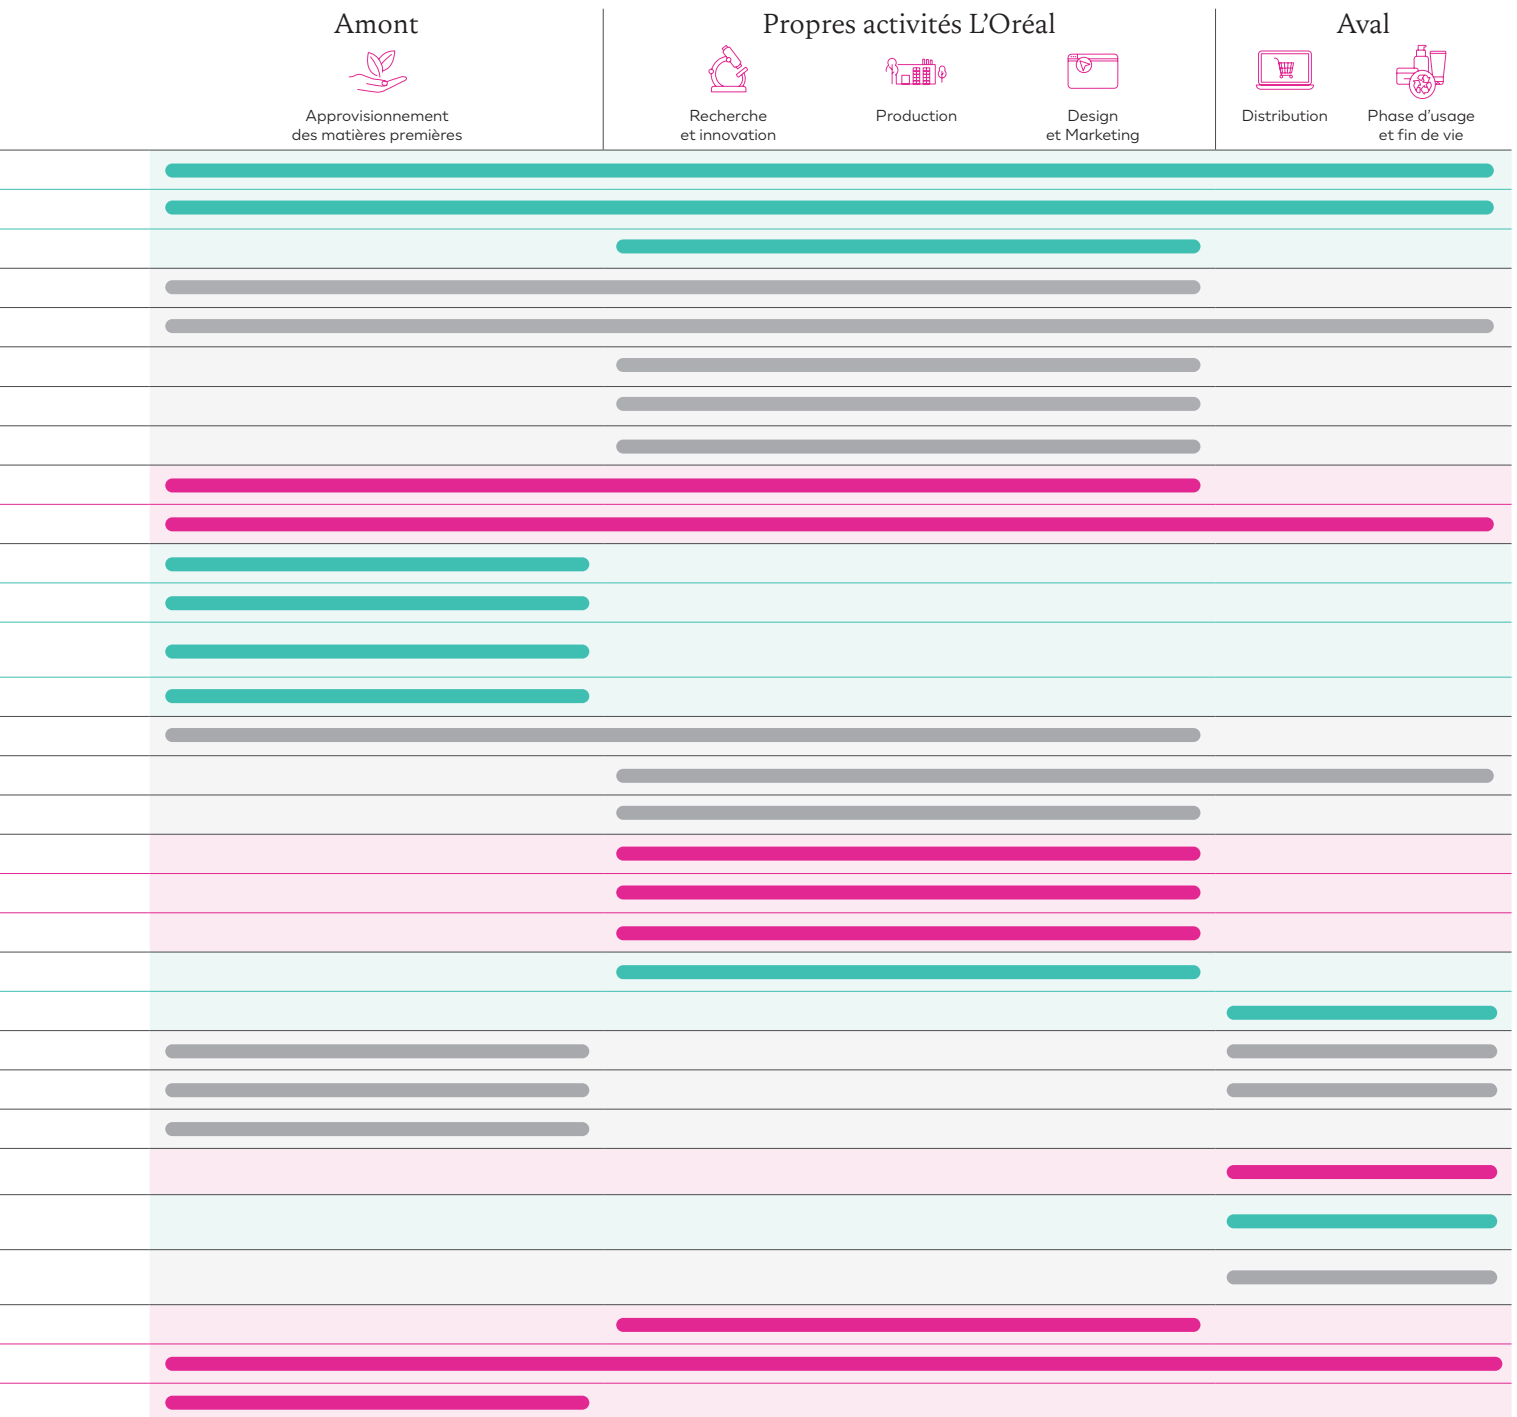 Amont
Propres activités L’Oréal
Aval
Approvisionnement
des matières premières
Recherche
et innovation
Production
Design
et Marketing
Distribution
Phase d’usage
et fin de vie